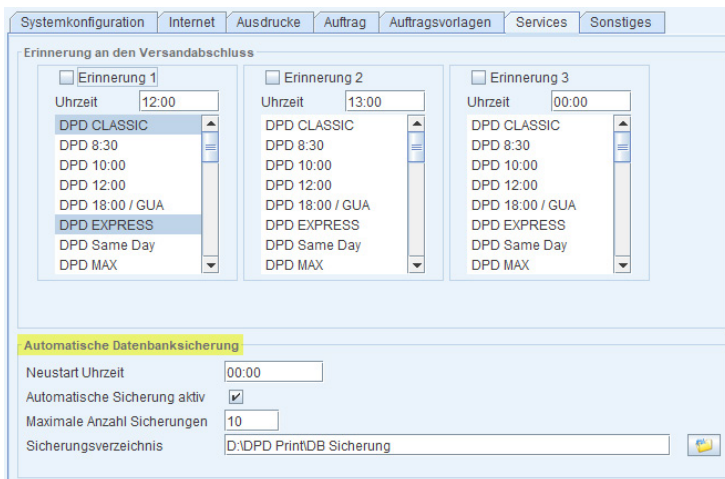 Systemkonfiguration Internet Ausdrucke Auftrag Auftragsvorlagen Services Sonstiges
Erinnerung an den Versandabschluss
Erinnerung 1
Uhrzeit 12:00
DPD CLASSIC
DPD 8:30
DPD 10:00
DPD 12:00
DPD 18:00 / GUA
DPD EXPRESS
DPD Same Day
DPD MAX
Erinnerung 2
Uhrzeit 13:00
DPD CLASSIC
DPD 8:30
DPD 10:00
DPD 12:00
DPD 18:00 / GUA
DPD EXPRESS
DPD Same Day
DPD MAX
Erinnerung 3
Uhrzeit 00:00
DPD CLASSIC
DPD 8:30
DPD 10:00
DPD 12:00
DPD 18:00 / GUA
DPD EXPRESS
DPD Same Day
DPD MAX
Automatische Datenbanksicherung
Neustart Uhrzeit 00:00
Automatische Sicherung aktiv
Maximale Anzahl Sicherungen 10
Sicherungsverzeichnis D:\DPD Print\DB Sicherung